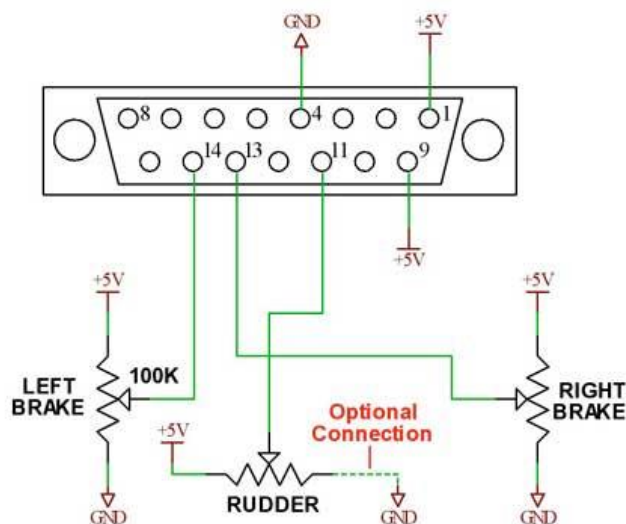 GND +5V
8 4 1
14 13 11 9
+5V
+5V +5V
LEFT
BRAKE
100K
RIGHT
BRAKE
Optional
Connection
+5V
RUDDER
GND GND GND